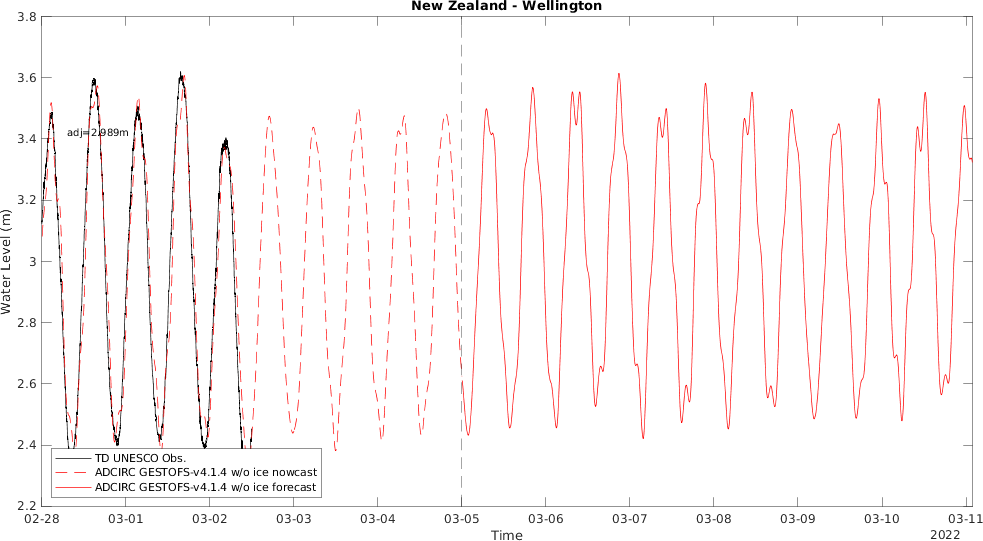 New Zealand - Wellington
3.8
3.6
3.4
3.2
3
2.8
2.6
2.4
2.2
Water Level (m)
adj=2.989m
TD UNESCO Obs.
ADCIRC GESTOFS-v4.1.4 w/o ice nowcast
ADCIRC GESTOFS-v4.1.4 w/o ice forecast
02-28 03-01 03-02 03-03 03-04 03-05 03-06 03-07 03-08 03-09 03-10 03-11
Time
2022